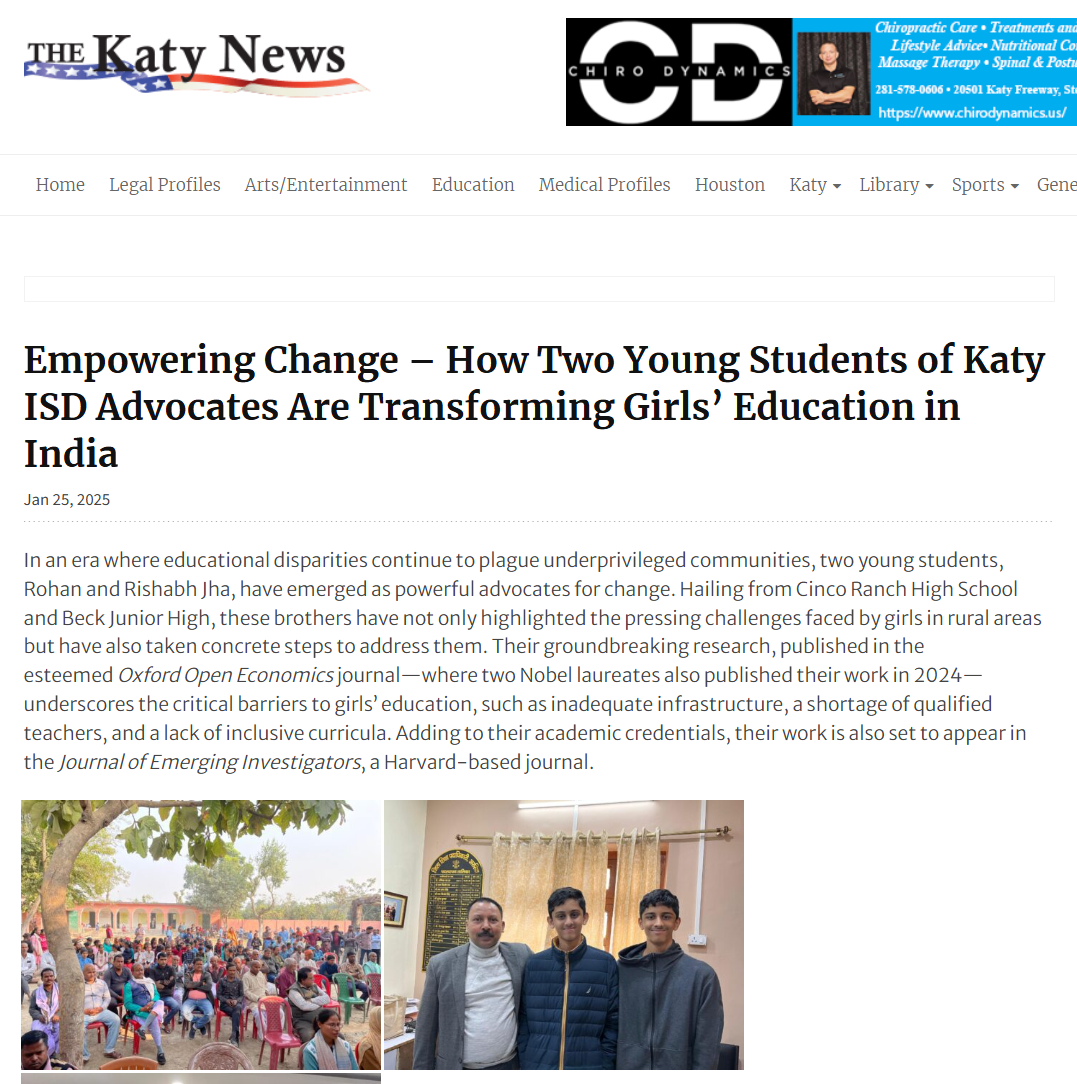 THE Katy News
CHIRO DYNAMICS
CD
Chiropractic Care • Treatments and
Lifestyle Advice• Nutritional Co
Massage Therapy • Spinal & Postu
281-578-0606 • 20501 Katy Freeway, St
https://www.chirodynamics.us/
Home Legal Profiles Arts/Entertainment Education Medical Profiles Houston Katy Library Sports Gene
Empowering Change – How Two Young Students of Katy
ISD Advocates Are Transforming Girls’ Education in
India
Jan 25, 2025
In an era where educational disparities continue to plague underprivileged communities, two young students,
Rohan and Rishabh Jha, have emerged as powerful advocates for change. Hailing from Cinco Ranch High School
and Beck Junior High, these brothers have not only highlighted the pressing challenges faced by girls in rural areas
but have also taken concrete steps to address them. Their groundbreaking research, published in the
esteemed Oxford Open Economics journal—where two Nobel laureates also published their work in 2024—
underscores the critical barriers to girls’ education, such as inadequate infrastructure, a shortage of qualified
teachers, and a lack of inclusive curricula. Adding to their academic credentials, their work is also set to appear in
the Journal of Emerging Investigators, a Harvard-based journal.